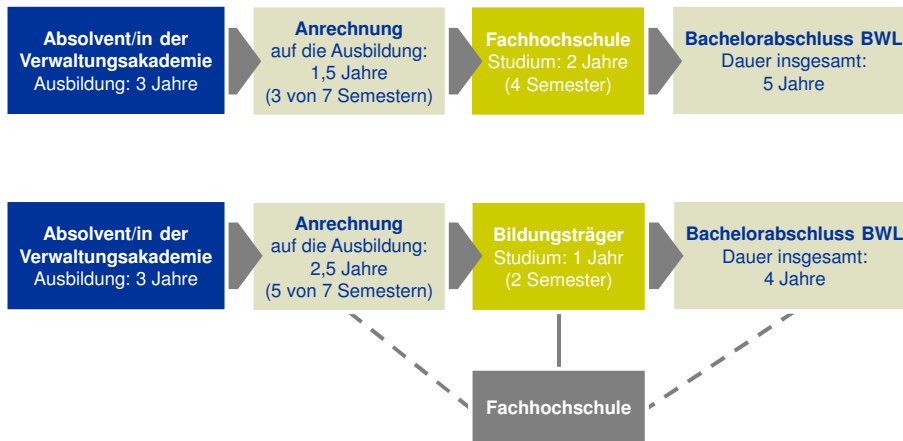 Absolvent/in der
Verwaltungsakademie
Ausbildung: 3 Jahre
Anrechnung
auf die Ausbildung:
1,5 Jahre
(3 von 7 Semestern)
Fachhochschule
Studium: 2 Jahre
(4 Semester)
Bachelorabschluss BWL
Dauer insgesamt:
5 Jahre
Absolvent/in der
Verwaltungsakademie
Ausbildung: 3 Jahre
Anrechnung
auf die Ausbildung:
2,5 Jahre
(5 von 7 Semestern)
Bildungsträger
Studium: 1 Jahr
(2 Semester)
Bachelorabschluss BWL
Dauer insgesamt:
4 Jahre
Fachhochschule